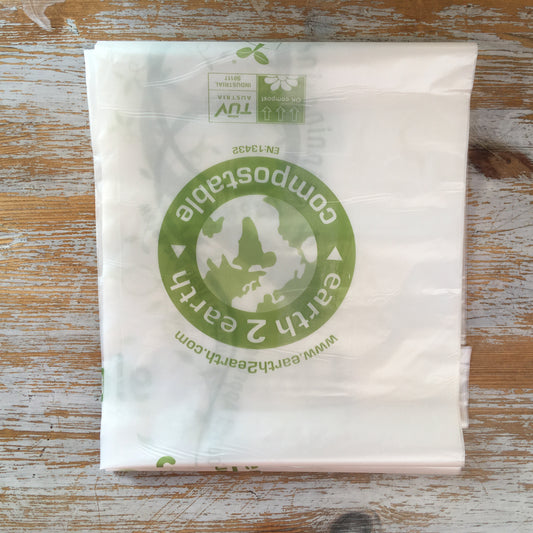 www.earth2earth.com
earth 2 earth
compostable
EN:13432
OK compost
TÜV
AUSTRIA
INDUSTRIAL